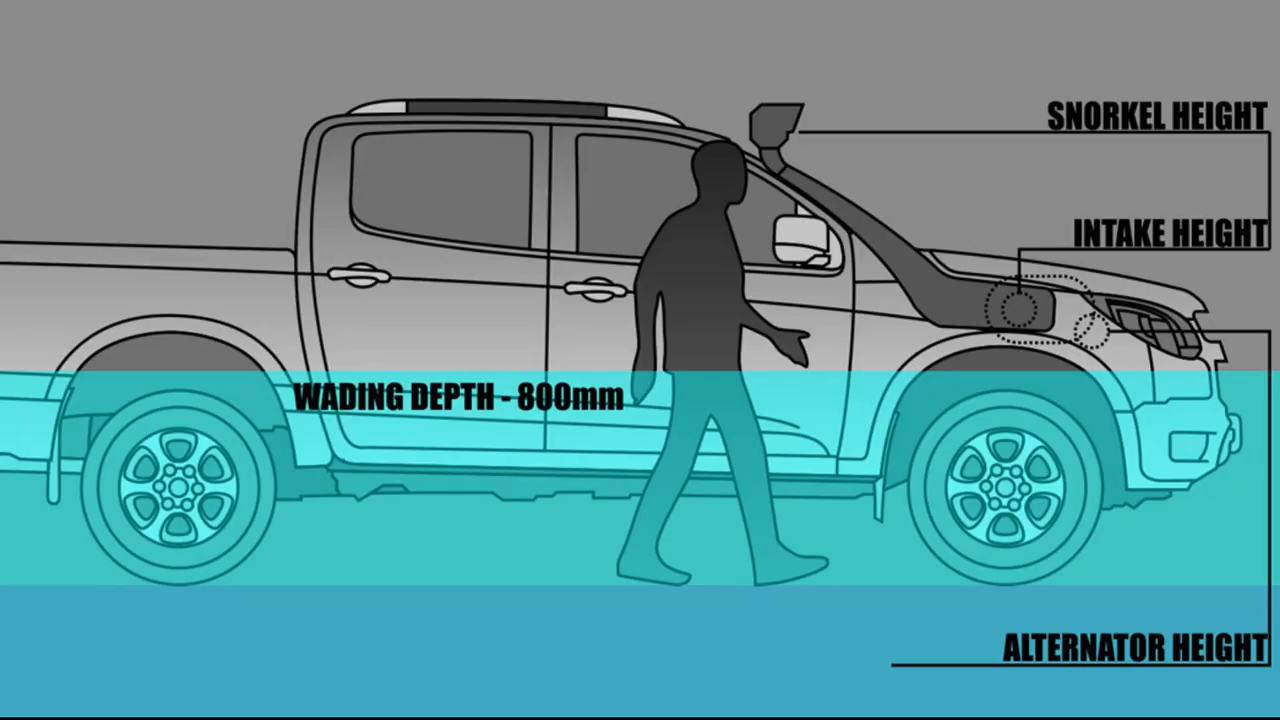 SNORKEL HEIGHT
INTAKE HEIGHT
WADING DEPTH - 800mm
ALTERNATOR HEIGHT